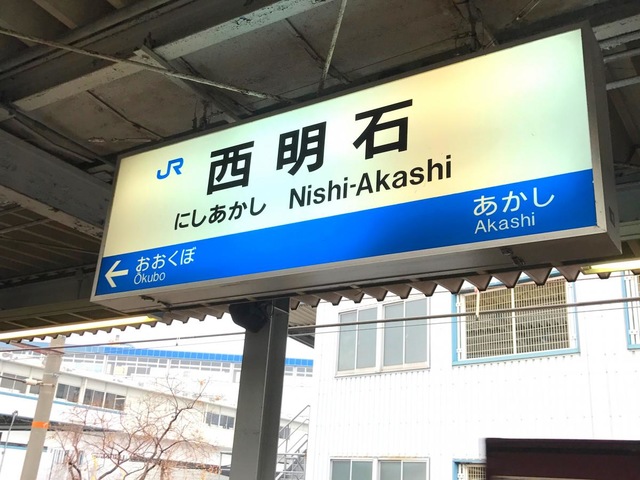 JR 西明石
にしあかし Nishi-Akashi
あかし
Akashi
← おおくぼ
Ōkubo